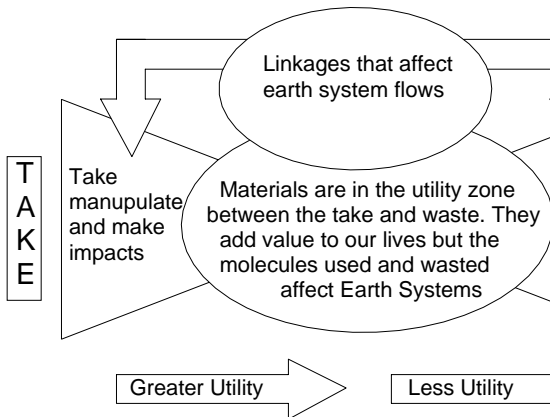 Linkages that affect
earth system flows
T
A
K
E
Take
manupulate
and make
impacts
Materials are in the utility zone
between the take and waste. They
add value to our lives but the
molecules used and wasted
affect Earth Systems
Greater Utility
Less Utility